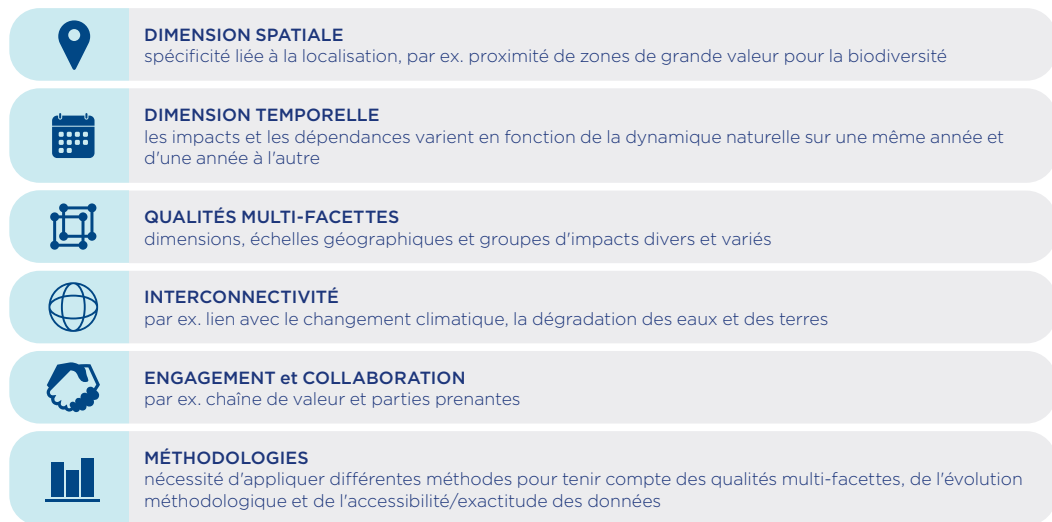 DIMENSION SPATIALE
spécificité liée à la localisation, par ex. proximité de zones de grande valeur pour la biodiversité
DIMENSION TEMPORELLE
les impacts et les dépendances varient en fonction de la dynamique naturelle sur une même année et
d'une année à l'autre
QUALITÉS MULTI-FACETTES
dimensions, échelles géographiques et groupes d'impacts divers et variés
INTERCONNECTIVITÉ
par ex. lien avec le changement climatique, la dégradation des eaux et des terres
ENGAGEMENT et COLLABORATION
par ex. chaîne de valeur et parties prenantes
MÉTHODOLOGIES
nécessité d'appliquer différentes méthodes pour tenir compte des qualités multi-facettes, de l'évolution
méthodologique et de l'accessibilité/exactitude des données